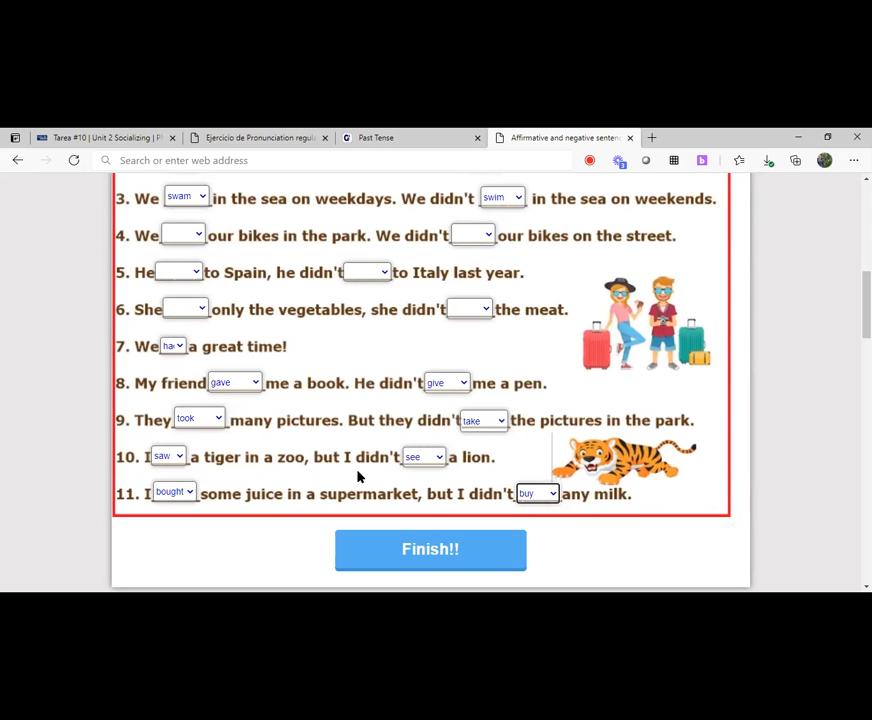 Tarea #10 | Unit 2 Socializing | Pl
Ejercicio de Pronunciation regula
Past Tense
Affirmative and negative senten
Search or enter web address
3
3. We swam in the sea on weekdays. We didn't swim in the sea on weekends.
4. We our bikes in the park. We didn't our bikes on the street.
5. He to Spain, he didn't to Italy last year.
6. She only the vegetables, she didn't the meat.
7. We had a great time!
8. My friend gave me a book. He didn't give me a pen.
9. They took many pictures. But they didn't take the pictures in the park.
10. I saw a tiger in a zoo, but I didn't see a lion.
11. I bought some juice in a supermarket, but I didn't buy any milk.
Finish!!